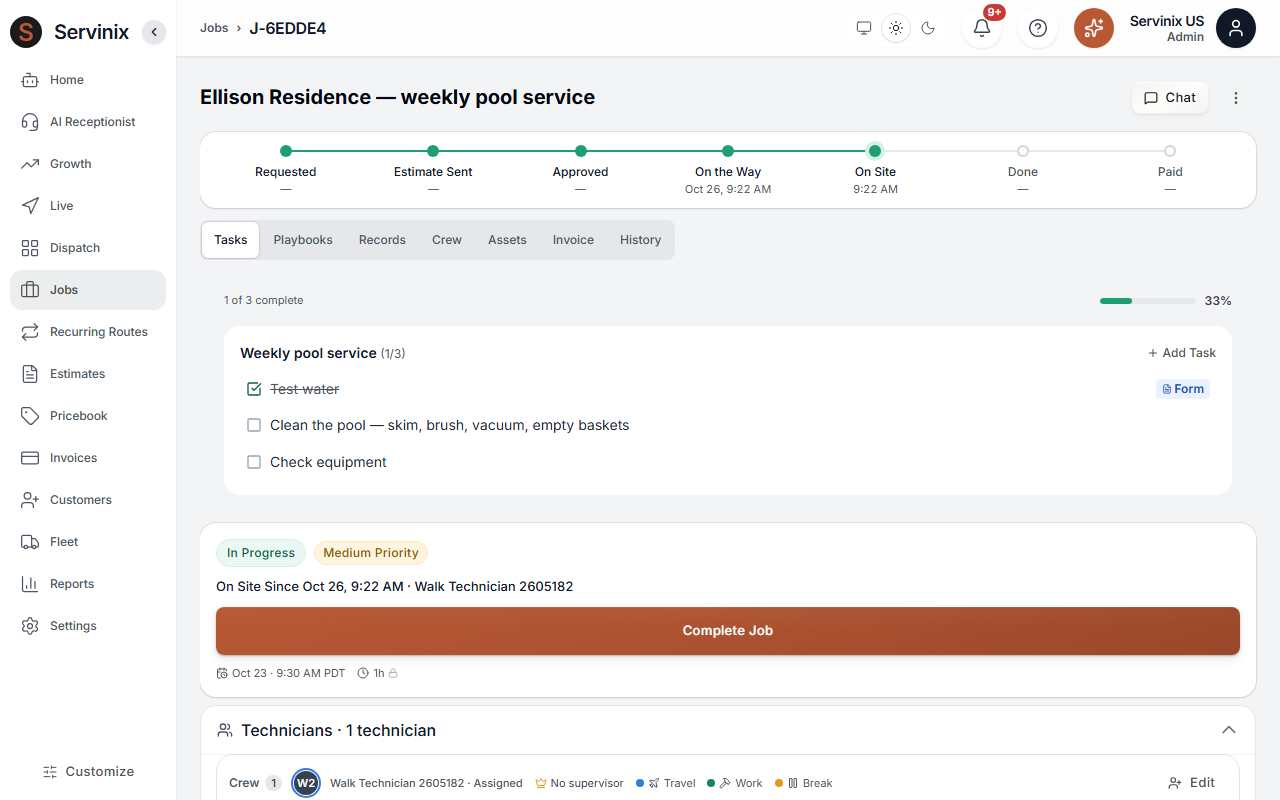 S Servinix
Jobs › J-6EDDE4
9+
Servinix US
Admin
Home
AI Receptionist
Growth
Live
Dispatch
Jobs
Recurring Routes
Estimates
Pricebook
Invoices
Customers
Fleet
Reports
Settings
Customize
Ellison Residence — weekly pool service
Chat
Requested Estimate Sent Approved On the Way On Site Done Paid
— — — Oct 26, 9:22 AM 9:22 AM — —
Tasks Playbooks Records Crew Assets Invoice History
1 of 3 complete 33%
Weekly pool service (1/3) + Add Task
Test water Form
Clean the pool — skim, brush, vacuum, empty baskets
Check equipment
In Progress Medium Priority
On Site Since Oct 26, 9:22 AM · Walk Technician 2605182
Complete Job
Oct 23 · 9:30 AM PDT 1h
Technicians · 1 technician
Crew 1 W2 Walk Technician 2605182 · Assigned No supervisor Travel Work Break Edit